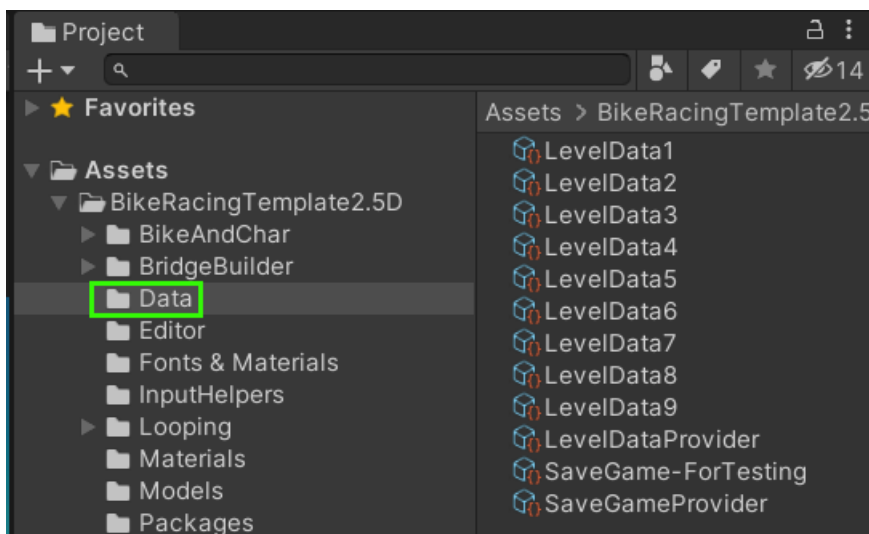 Project
14
Favorites
Assets
BikeRacingTemplate2.5D
BikeAndChar
BridgeBuilder
Data
Editor
Fonts & Materials
InputHelpers
Looping
Materials
Models
Packages
Assets > BikeRacingTemplate2.5
LevelData1
LevelData2
LevelData3
LevelData4
LevelData5
LevelData6
LevelData7
LevelData8
LevelData9
LevelDataProvider
SaveGame-ForTesting
SaveGameProvider